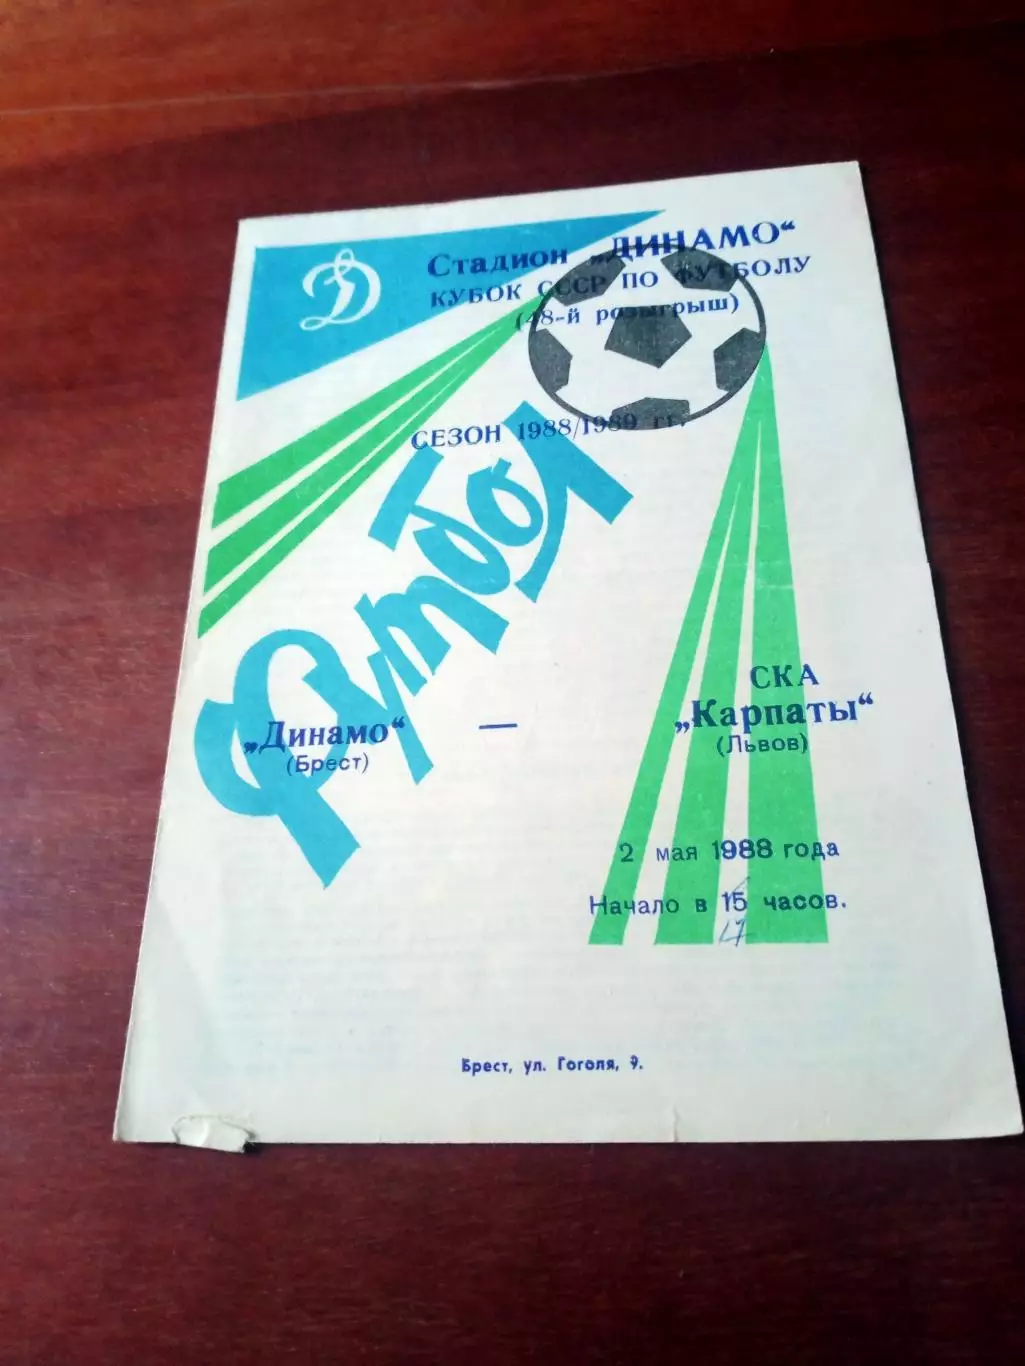 Д
Стадион „ДИНАМО“
КУБОК СССР ПО ФУТБОЛУ
(48-й розыгрыш)
СЕЗОН 1988/1989 гг.
Футбол
„Динамо“
(Брест)
—
СКА
„Карпаты“
(Львов)
2 мая 1988 года
Начало в 15 часов.
17
Брест, ул. Гоголя, 9.